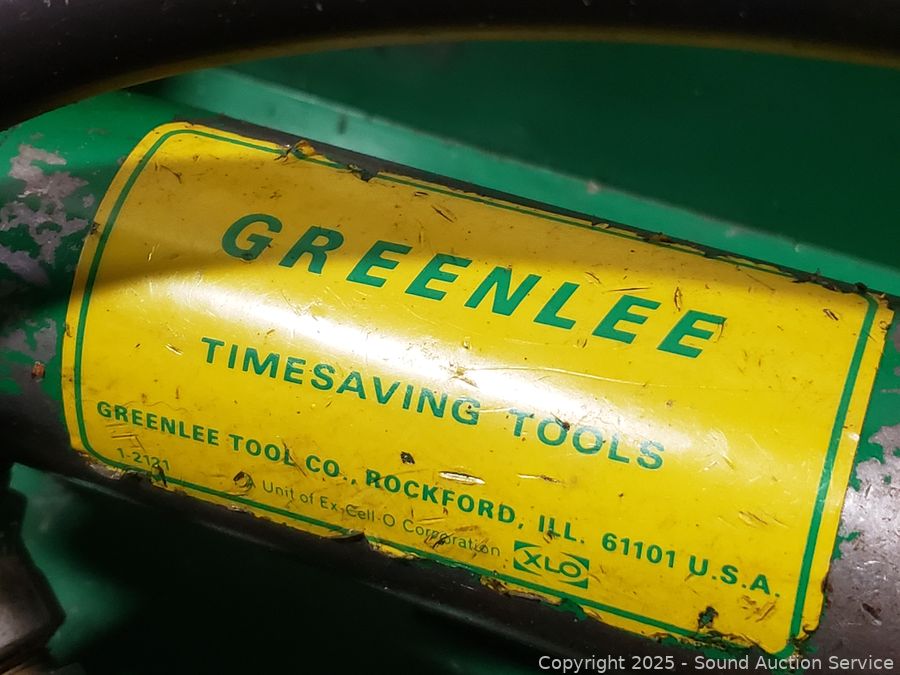 GREENLEE
TIMESAVING TOOLS
GREENLEE TOOL CO., ROCKFORD, ILL. 61101 U.S.A.
1-2121
A Unit of Ex-Cell-O Corporation
XLO
Copyright 2025 - Sound Auction Service